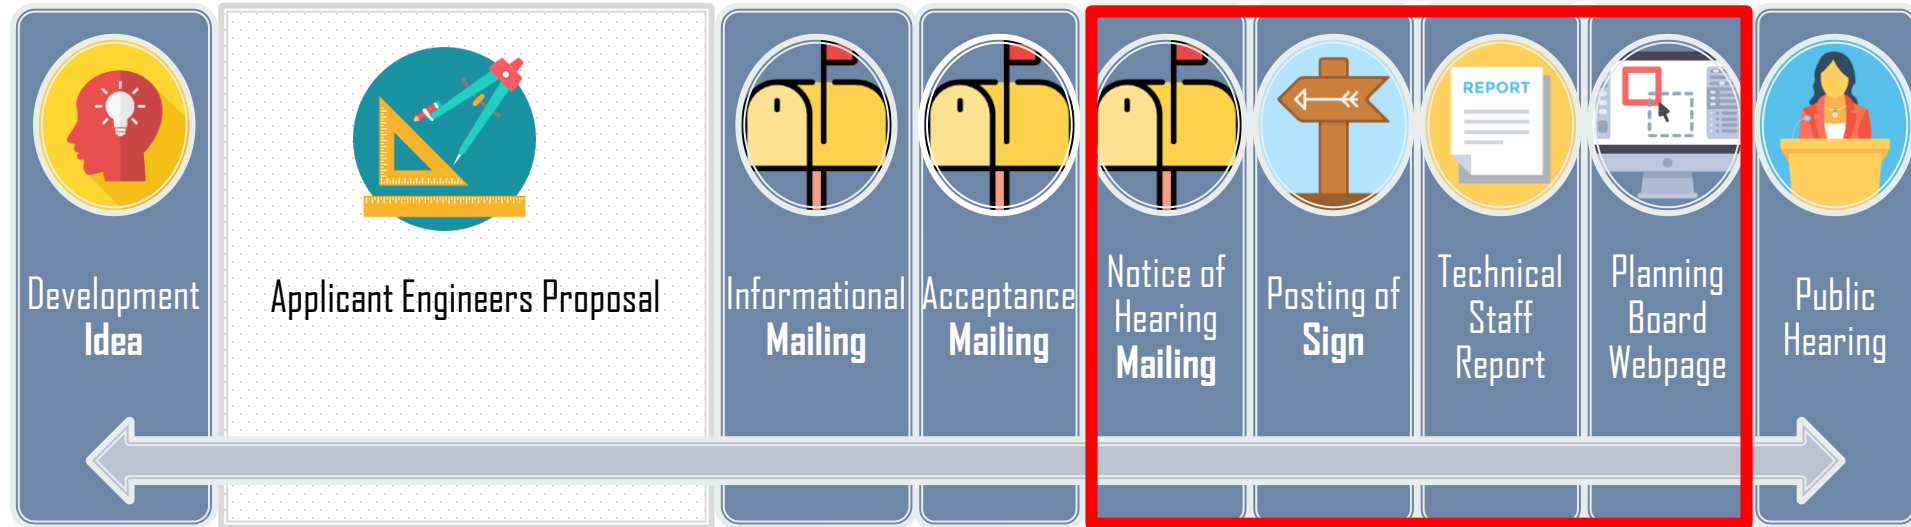 Development
Idea
Applicant Engineers Proposal
Informational
Mailing
Acceptance
Mailing
Notice of
Hearing
Mailing
Posting of
Sign
REPORT
Technical
Staff
Report
Planning
Board
Webpage
Public
Hearing